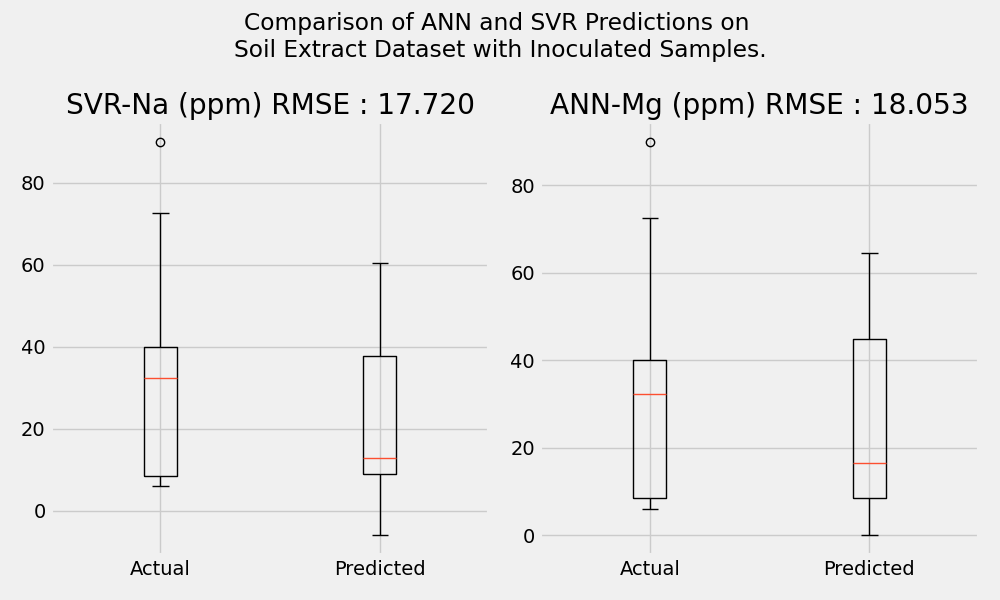 Comparison of ANN and SVR Predictions on
Soil Extract Dataset with Inoculated Samples.
SVR-Na (ppm) RMSE : 17.720
80
60
40
20
0
Actual
Predicted
ANN-Mg (ppm) RMSE : 18.053
80
60
40
20
0
Actual
Predicted